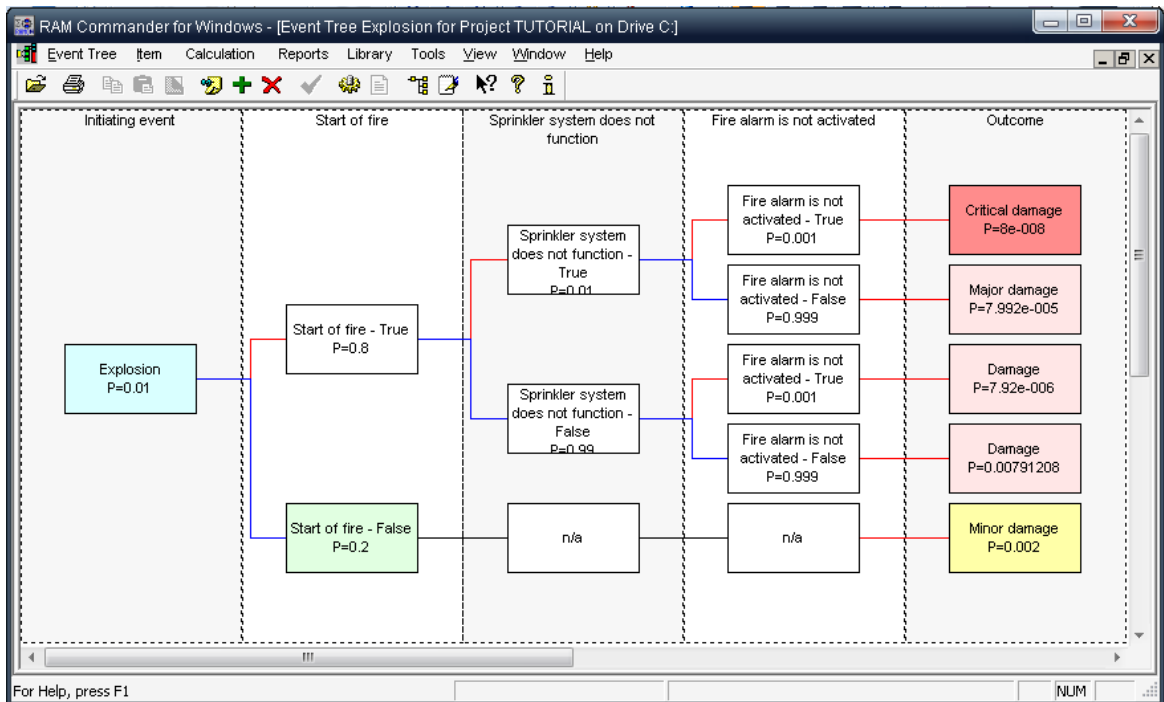 RAM Commander for Windows - [Event Tree Explosion for Project TUTORIAL on Drive C:]
Event Tree Item Calculation Reports Library Tools View Window Help
Initiating event
Start of fire
Sprinkler system does not
function
Fire alarm is not activated
Outcome
Explosion
P=0.01
Start of fire - True
P=0.8
Start of fire - False
P=0.2
Sprinkler system
does not function -
True
P=0.01
Sprinkler system
does not function -
False
P=0.99
n/a
Fire alarm is not
activated - True
P=0.001
Fire alarm is not
activated - False
P=0.999
Fire alarm is not
activated - True
P=0.001
Fire alarm is not
activated - False
P=0.999
n/a
Critical damage
P=8e-008
Major damage
P=7.992e-005
Damage
P=7.92e-006
Damage
P=0.00791208
Minor damage
P=0.002
For Help, press F1
NUM